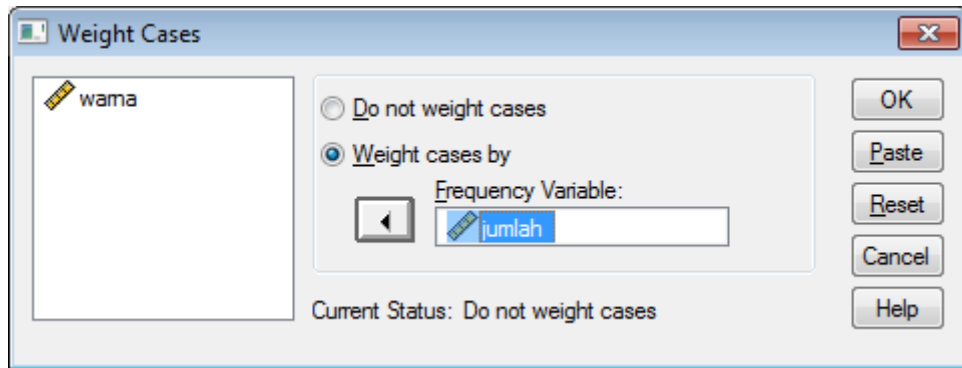 Weight Cases
warna
Do not weight cases
Weight cases by
Frequency Variable:
jumlah
Current Status: Do not weight cases
OK
Paste
Reset
Cancel
Help